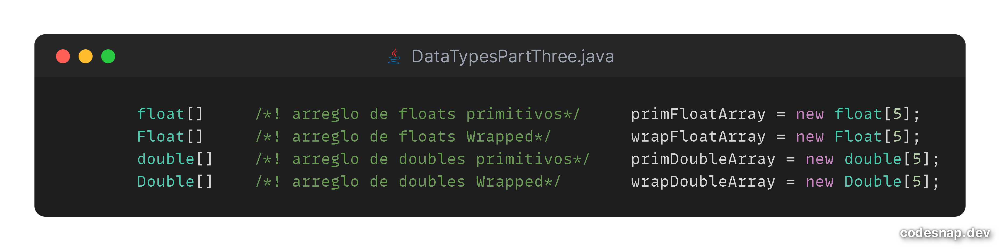 DataTypesPartThree.java
float[] /*! arreglo de floats primitivos*/ primFloatArray = new float[5];
Float[] /*! arreglo de floats Wrapped*/ wrapFloatArray = new Float[5];
double[] /*! arreglo de doubles primitivos*/ primDoubleArray = new double[5];
Double[] /*! arreglo de doubles Wrapped*/ wrapDoubleArray = new Double[5];
codesnap.dev